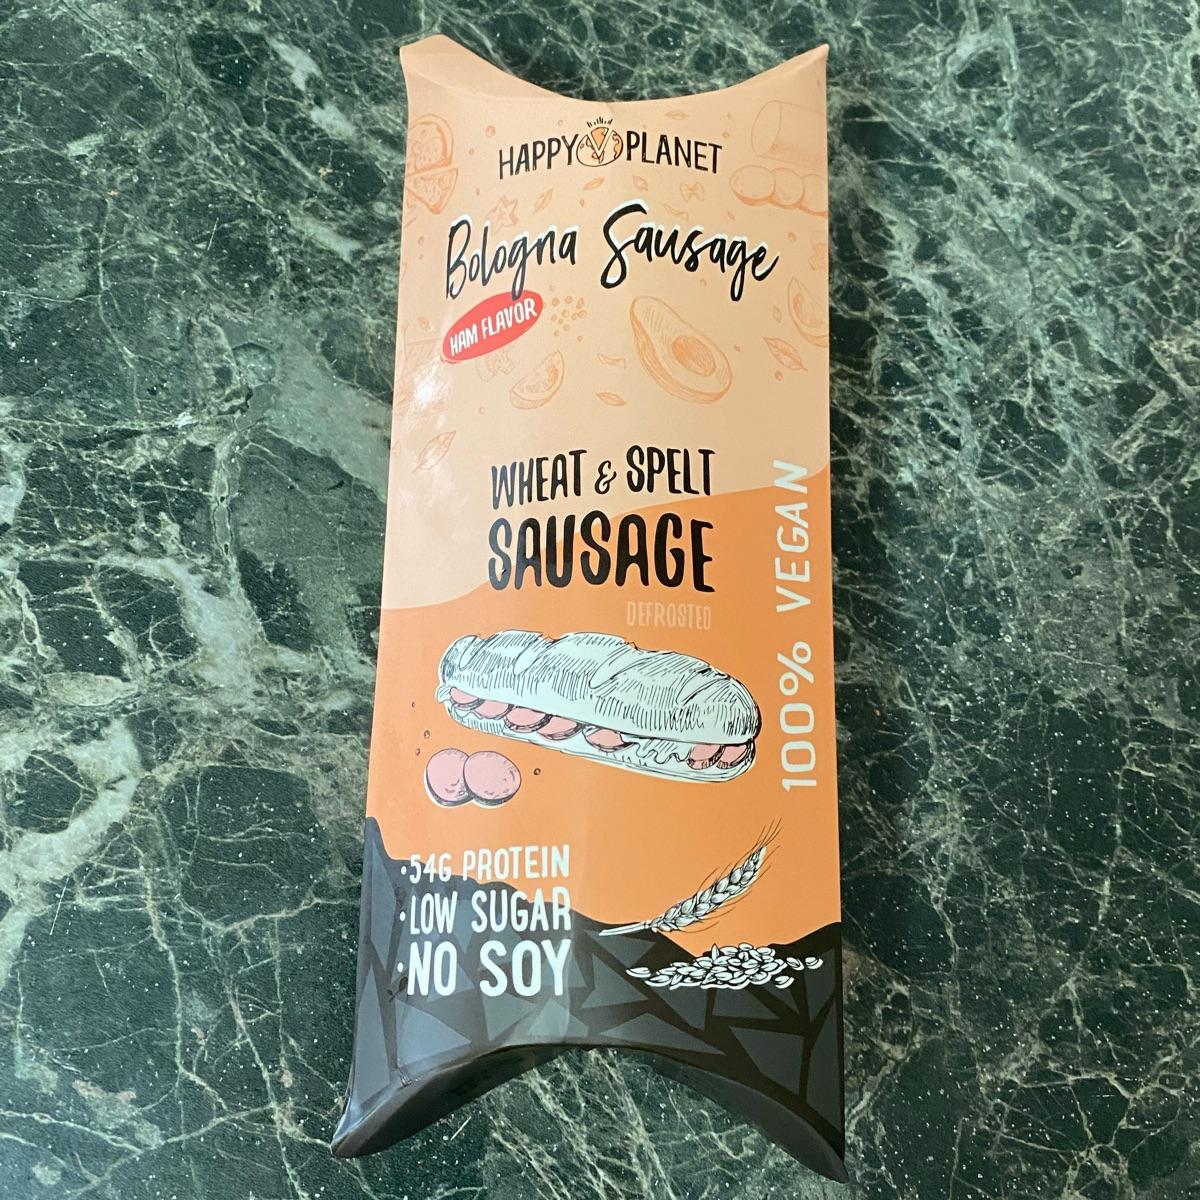 HAPPY PLANET
Bologna Sausage
HAM FLAVOR
WHEAT & SPELT
SAUSAGE
DEFROSTED
100% VEGAN
•54G PROTEIN
•LOW SUGAR
•NO SOY